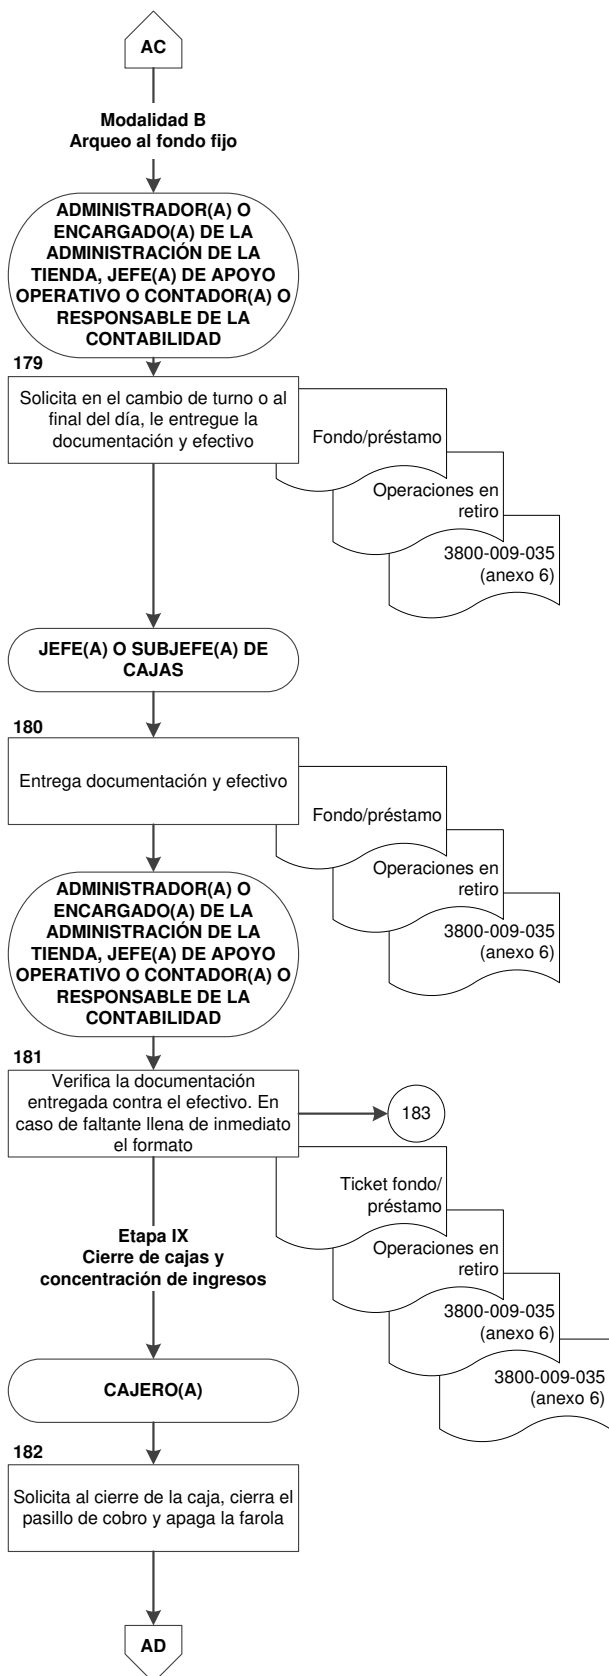 AC
Modalidad B
Arqueo al fondo fijo
ADMINISTRADOR(A) O
ENCARGADO(A) DE LA
ADMINISTRACIÓN DE LA
TIENDA, JEFE(A) DE APOYO
OPERATIVO O CONTADOR(A) O
RESPONSABLE DE LA
CONTABILIDAD
179
Solicita en el cambio de turno o al
final del día, le entregue la
documentación y efectivo
Fondo/préstamo
Operaciones en
retiro
3800-009-035
(anexo 6)
JEFE(A) O SUBJEFE(A) DE
CAJAS
180
Entrega documentación y efectivo
Fondo/préstamo
Operaciones en
retiro
3800-009-035
(anexo 6)
ADMINISTRADOR(A) O
ENCARGADO(A) DE LA
ADMINISTRACIÓN DE LA
TIENDA, JEFE(A) DE APOYO
OPERATIVO O CONTADOR(A) O
RESPONSABLE DE LA
CONTABILIDAD
181
Verifica la documentación
entregada contra el efectivo. En
caso de faltante llena de inmediato
el formato
183
Ticket fondo/
préstamo
Operaciones en
retiro
3800-009-035
(anexo 6)
3800-009-035
(anexo 6)
Etapa IX
Cierre de cajas y
concentración de ingresos
CAJERO(A)
182
Solicita al cierre de la caja, cierra el
pasillo de cobro y apaga la farola
AD